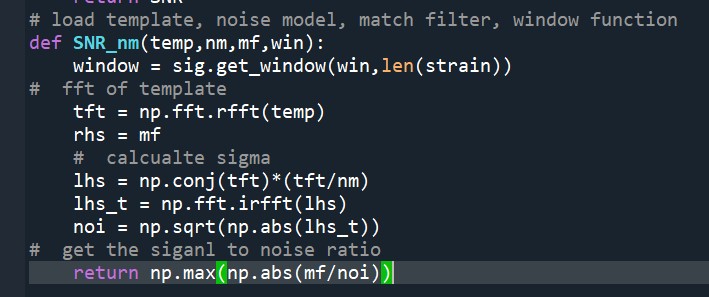 return SNR
# load template, noise model, match filter, window function
def SNR_nm(temp,nm,mf,win):
    window = sig.get_window(win,len(strain))
#  fft of template
    tft = np.fft.rfft(temp)
    rhs = mf
    #  calcualte sigma
    lhs = np.conj(tft)*(tft/nm)
    lhs_t = np.fft.irfft(lhs)
    noi = np.sqrt(np.abs(lhs_t))
#  get the siganl to noise ratio
    return np.max(np.abs(mf/noi))